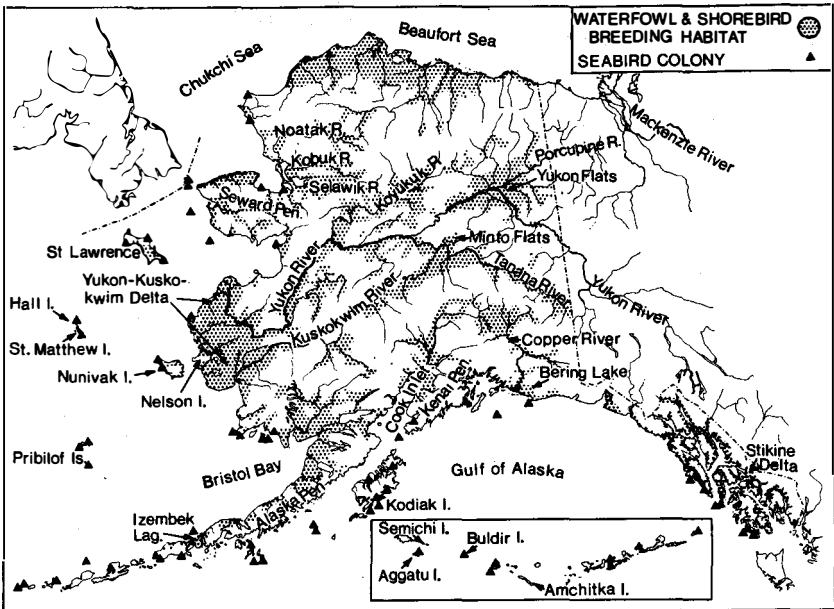 WATERFOWL & SHOREBIRD
BREEDING HABITAT
SEABIRD COLONY
Beaufort Sea
Chukchi Sea
Mackenzie River
Noatak R.
Kobuk R.
Selawik R.
Koyukuk R.
Porcupine R.
Yukon Flats
Seward Pen.
Minto Flats
St Lawrence I.
Yukon River
Tanana River
Yukon River
Yukon-Kusko-
kwim Delta
Kuskokwim River
Hall I.
St. Matthew I.
Copper River
Nunivak I.
Nelson I.
Cook Inlet
Kenai Pen.
Bering Lake
Pribilof Is.
Bristol Bay
Gulf of Alaska
Stikine
Delta
Alaska Pen.
Kodiak I.
Izembek
Lag.
Semichi I.
Buldir I.
Aggatu I.
Amchitka I.